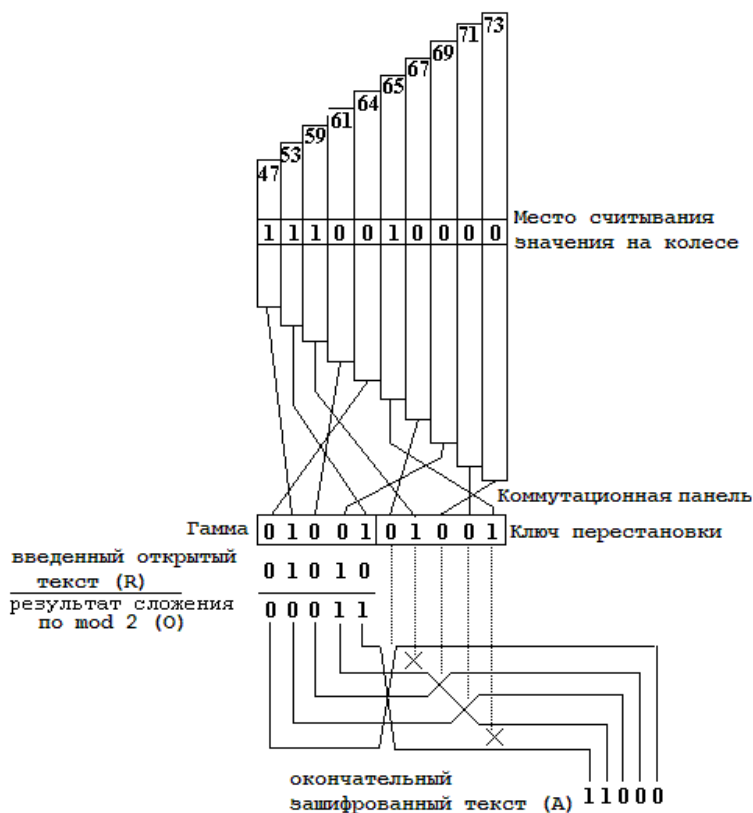 47 53 59 61 64 65 67 69 71 73
Место считывания
1 1 1 0 0 1 0 0 0 0
значения на колесе
Коммутационная панель
Гамма 0 1 0 0 1 0 1 0 0 1 Ключ перестановки
введенный открытый
текст (R)
0 1 0 1 0
результат сложения
по mod 2 (O)
0 0 0 1 1
окончательный
зашифрованный текст (A) 1 1 0 0 0